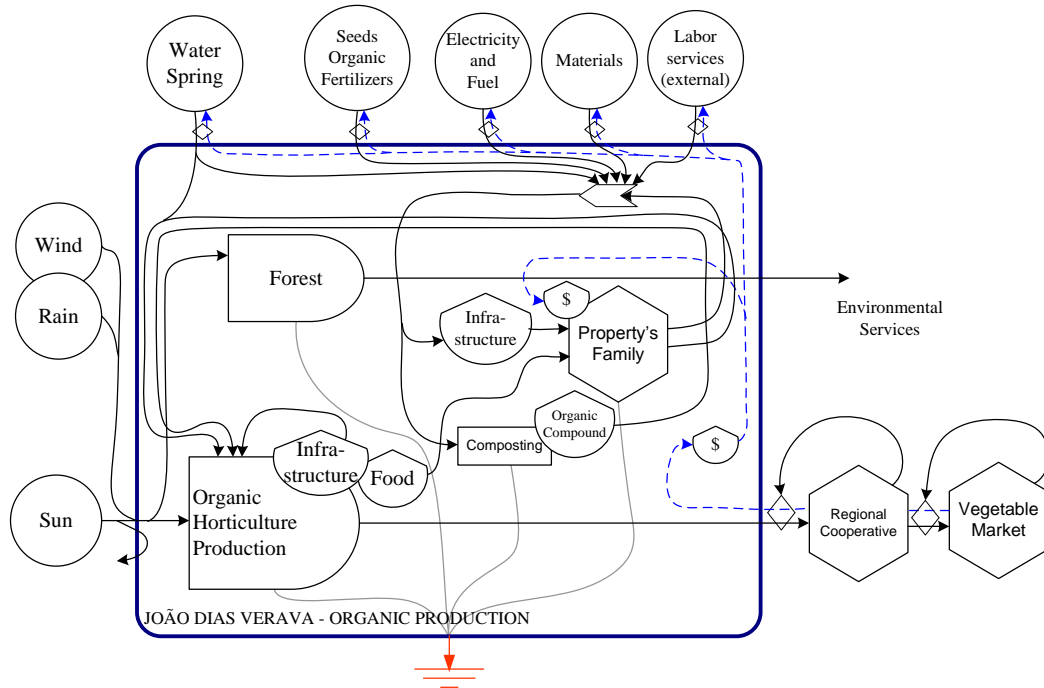 Water
Spring
Seeds
Organic
Fertilizers
Electricity
and
Fuel
Materials
Labor
services
(external)
Wind
Rain
Forest
Environmental
Services
$
Infra-
structure
Property's
Family
Organic
Compound
Composting
$
Infra-
structure
Food
Organic
Horticulture
Production
Sun
Regional
Cooperative
Vegetable
Market
JOÃO DIAS VERAVA - ORGANIC PRODUCTION